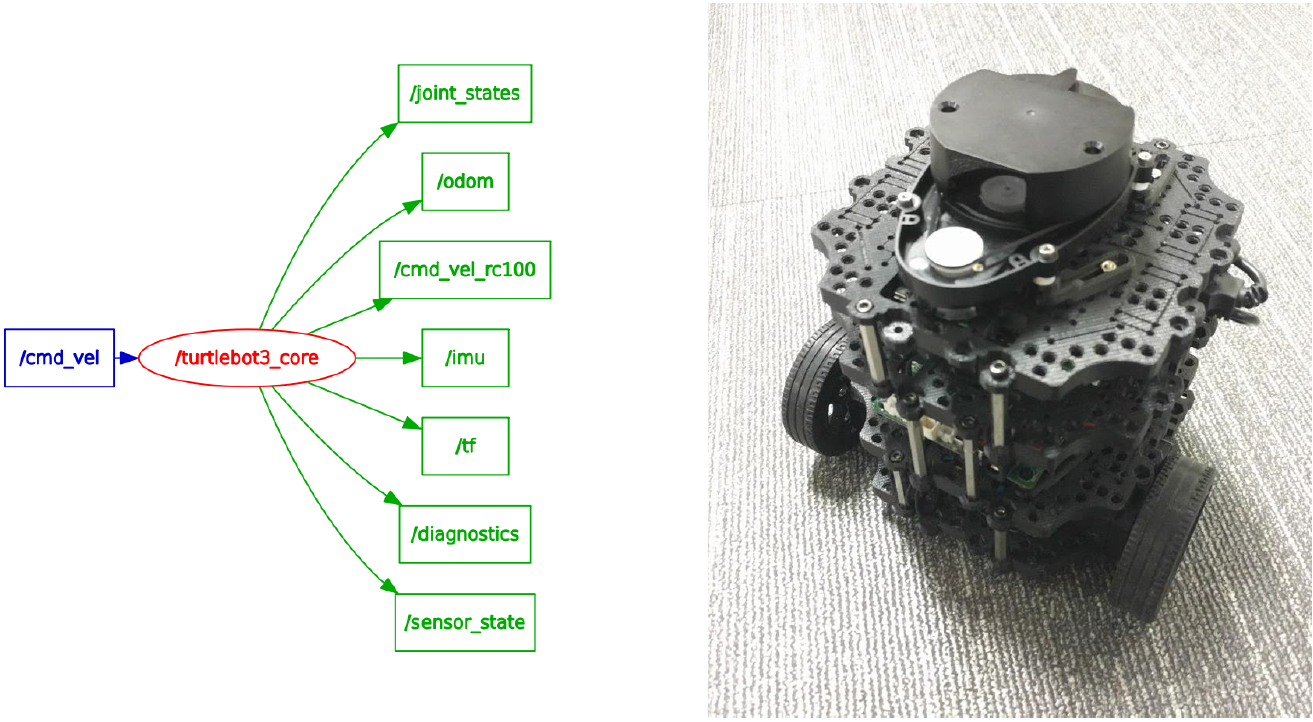 /joint_states
/odom
/cmd_vel_rc100
/cmd_vel
/turtlebot3_core
/imu
/tf
/diagnostics
/sensor_state
B
A